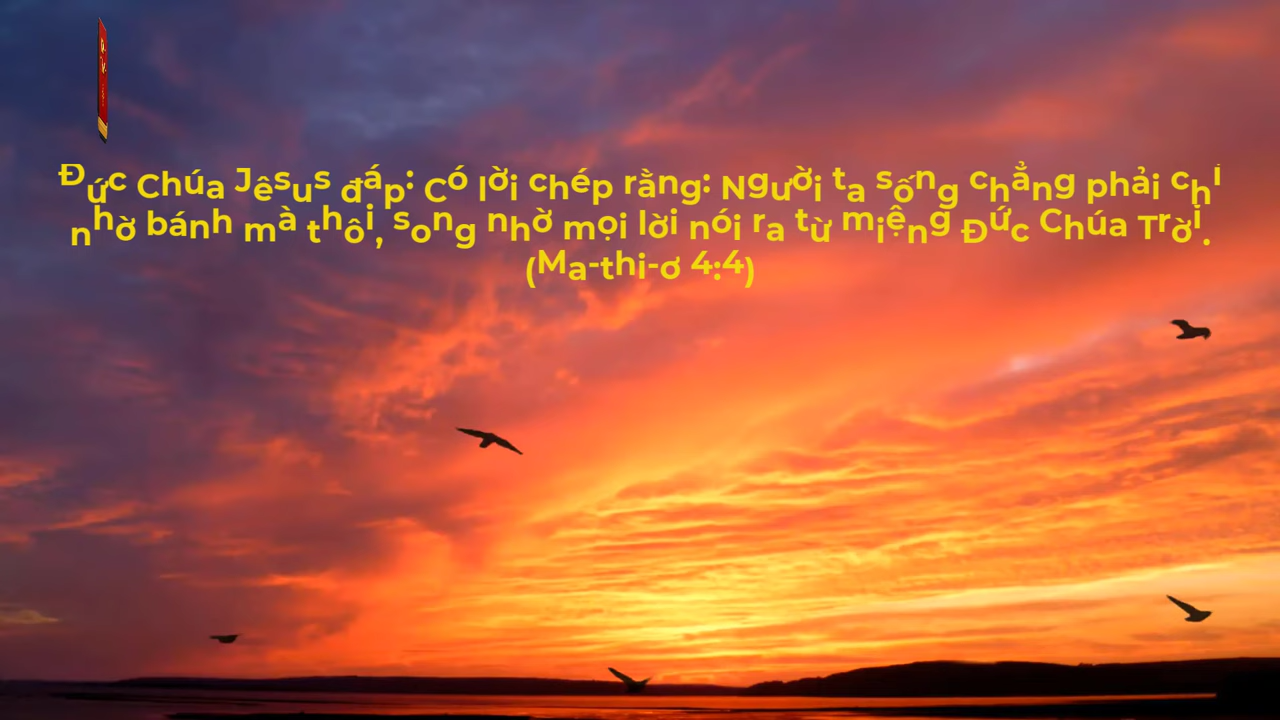 Đức Chúa Jêsus đáp: Có lời chép rằng: Người ta sống chẳng phải chỉ
nhờ bánh mà thôi, song nhờ mọi lời nói ra từ miệng Đức Chúa Trời.
(Ma-thi-ơ 4:4)